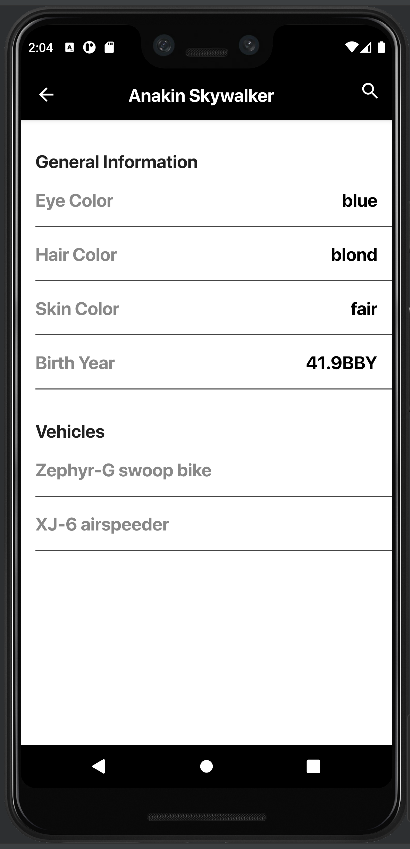 2:04
Anakin Skywalker
General Information
Eye Color blue
Hair Color blond
Skin Color fair
Birth Year 41.9BBY
Vehicles
Zephyr-G swoop bike
XJ-6 airspeeder